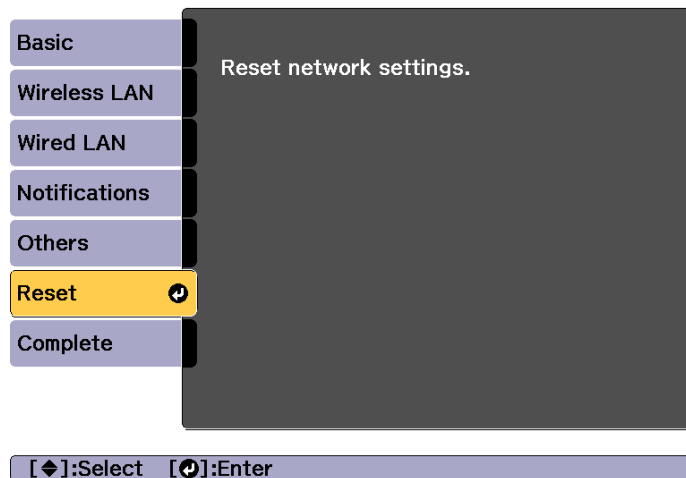 Basic
Reset network settings.
Wireless LAN
Wired LAN
Notifications
Others
Reset
Complete
[◆]:Select [↵]:Enter